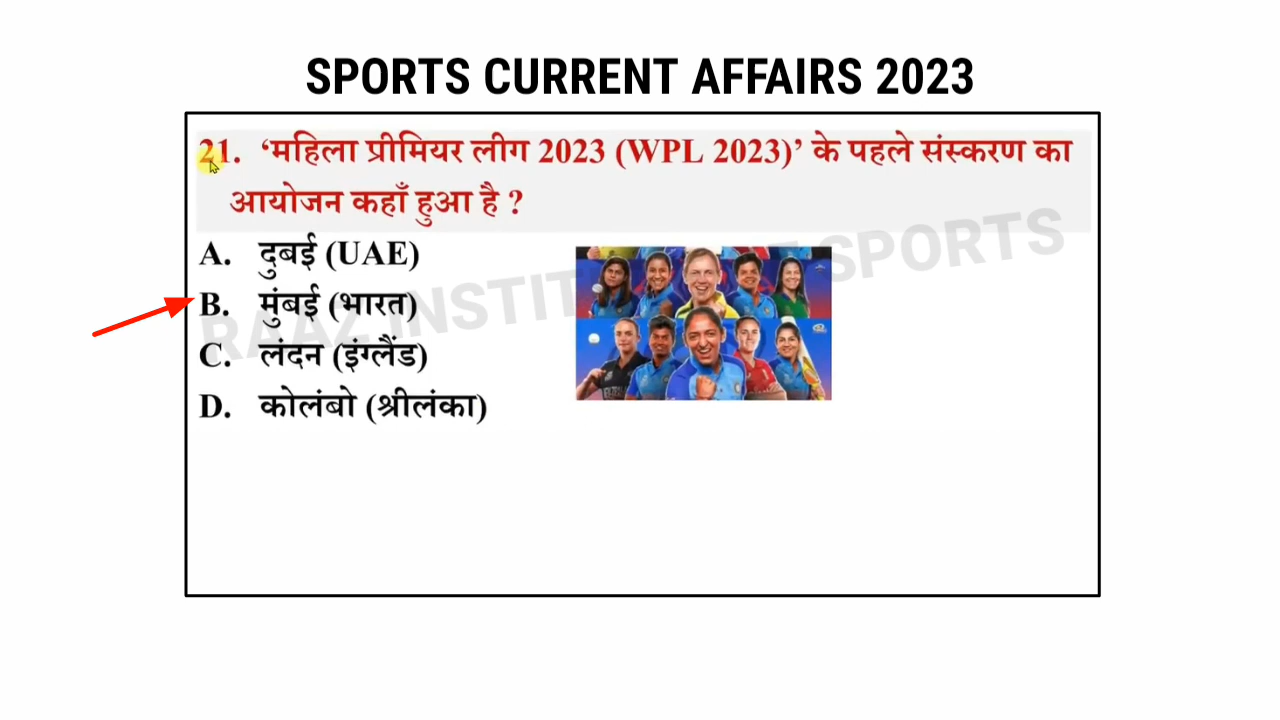 SPORTS CURRENT AFFAIRS 2023
21. ‘महिला प्रीमियर लीग 2023 (WPL 2023)’ के पहले संस्करण का
आयोजन कहाँ हुआ है ?
A. दुबई (UAE)
B. मुंबई (भारत)
C. लंदन (इंग्लैंड)
D. कोलंबो (श्रीलंका)